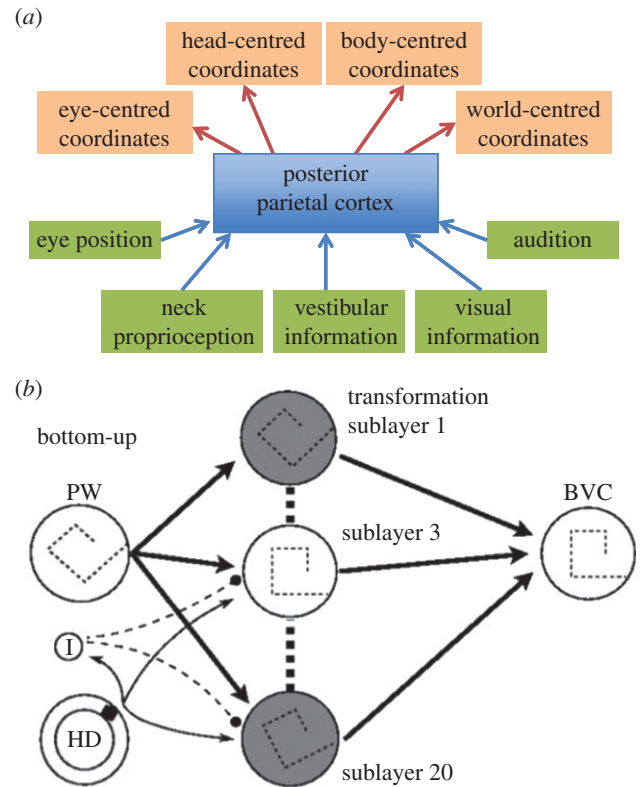 (a)
head-centred
coordinates
body-centred
coordinates
eye-centred
coordinates
world-centred
coordinates
posterior
parietal cortex
eye position
audition
neck
proprioception
vestibular
information
visual
information
(b)
bottom-up
transformation
sublayer 1
PW
BVC
sublayer 3
I
HD
sublayer 20